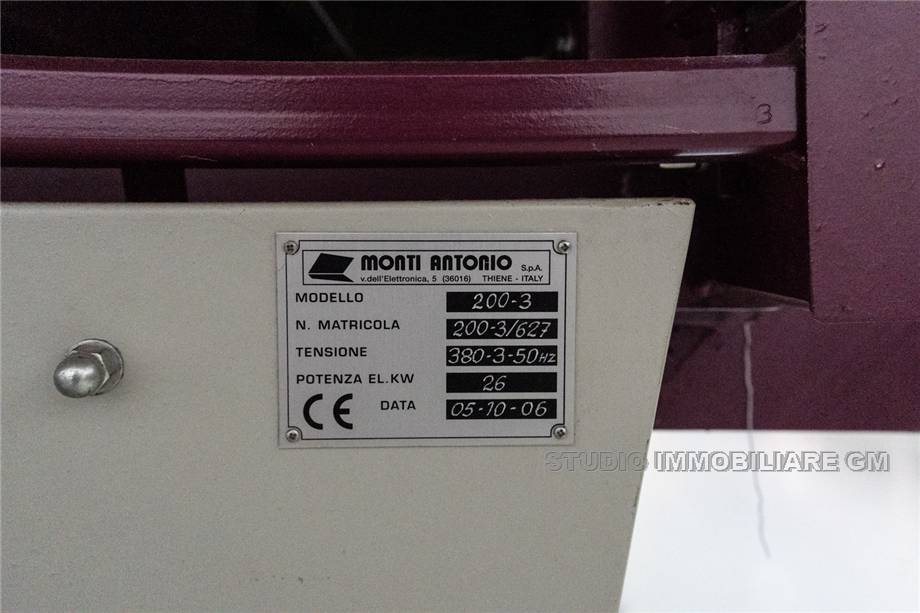 3
MONTI ANTONIO S.p.A.
v.dell'Elettronica, 5 (36016) THIENE - ITALY
MODELLO 200-3
N. MATRICOLA 200-3/627
TENSIONE 380-3-50HZ
POTENZA EL.KW 26
CE DATA 05-10-06
STUDIO IMMOBILIARE GM